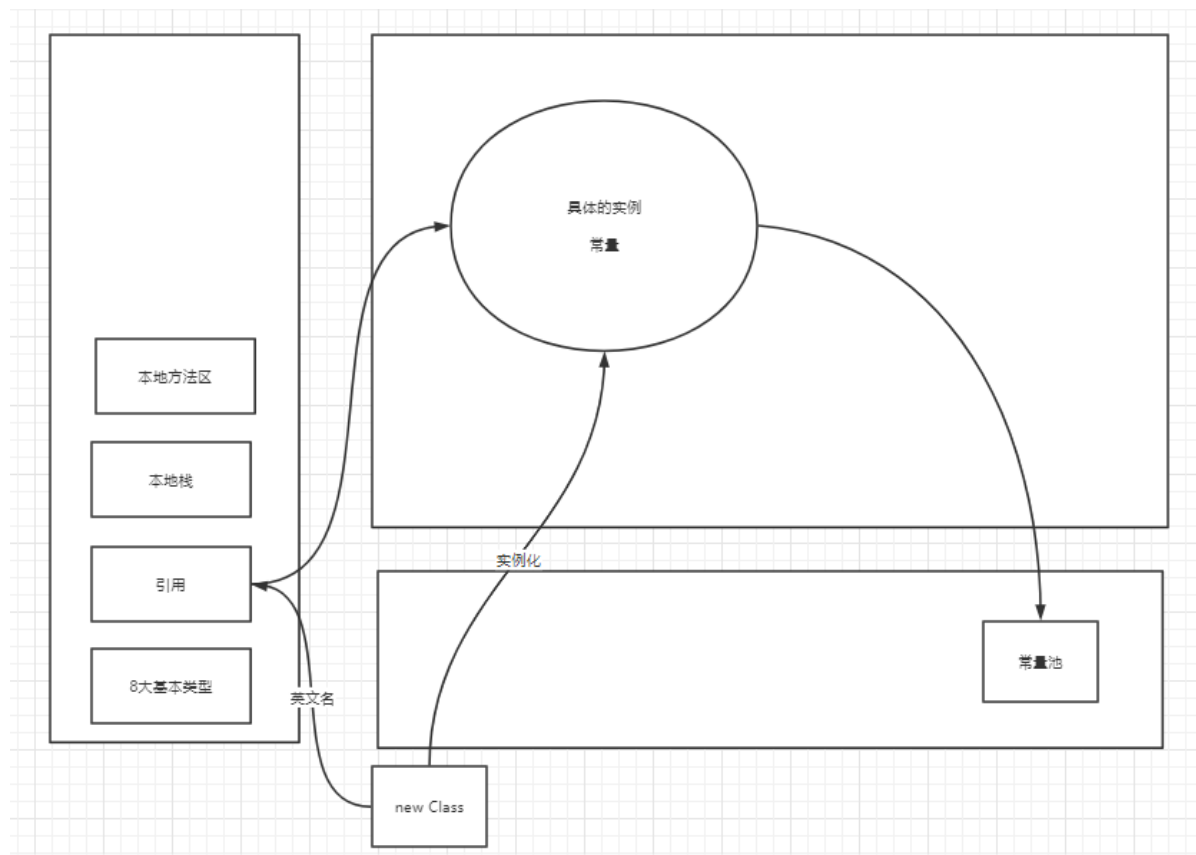 具体的实例
常量
本地方法区
本地栈
引用
8大基本类型
实例化
常量池
英文名
new Class